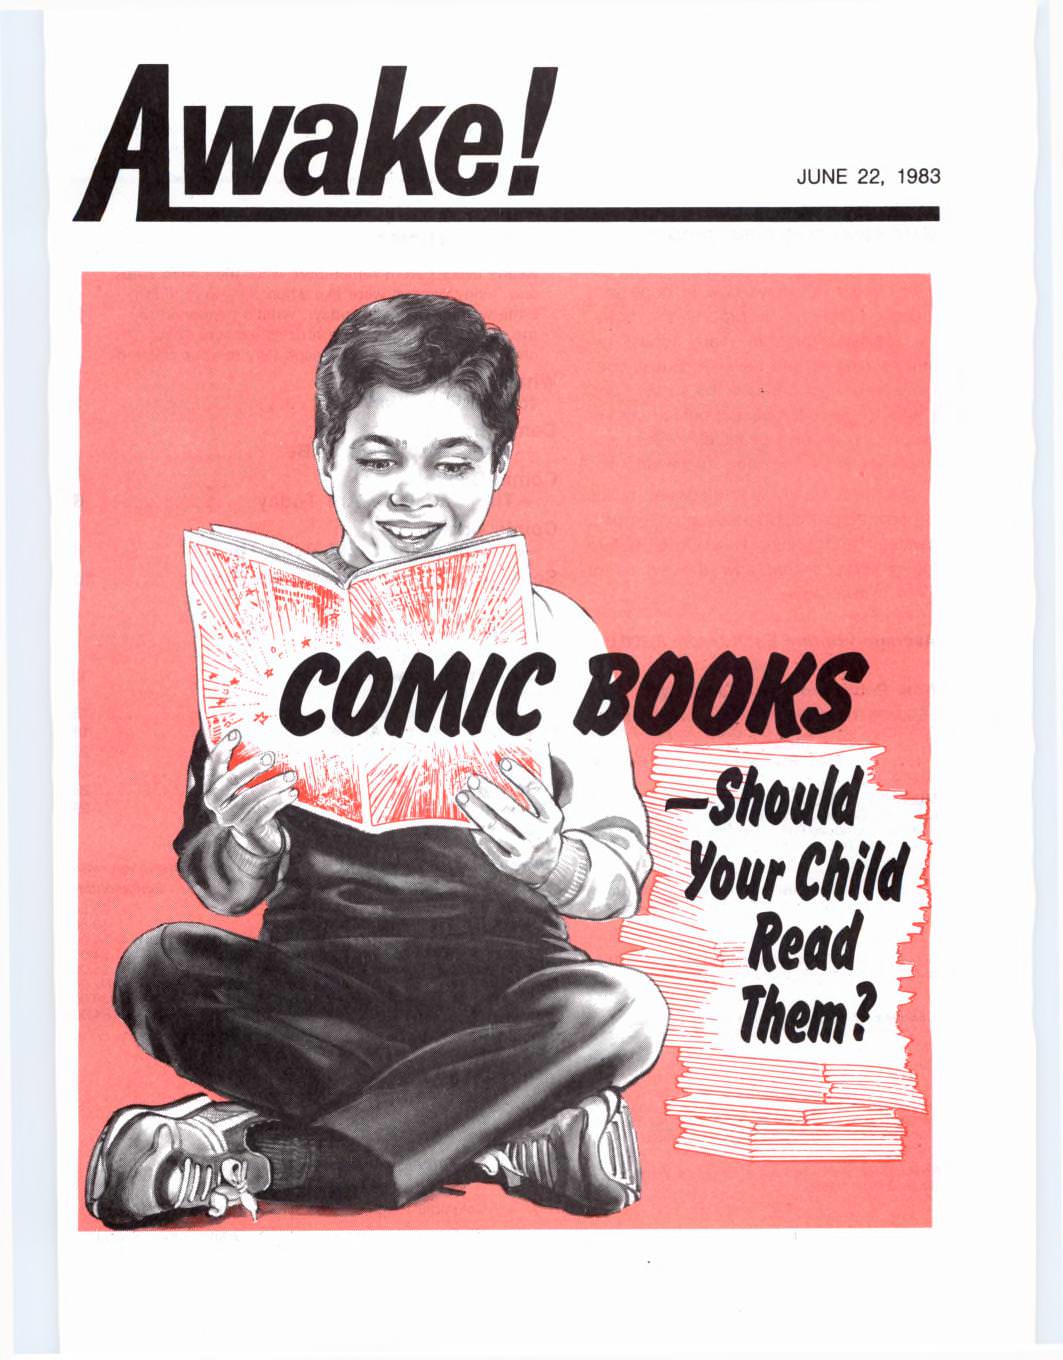 Awake!
JUNE 22, 1983
COMIC BOOKS
—Should
Your Child
Read
Them?